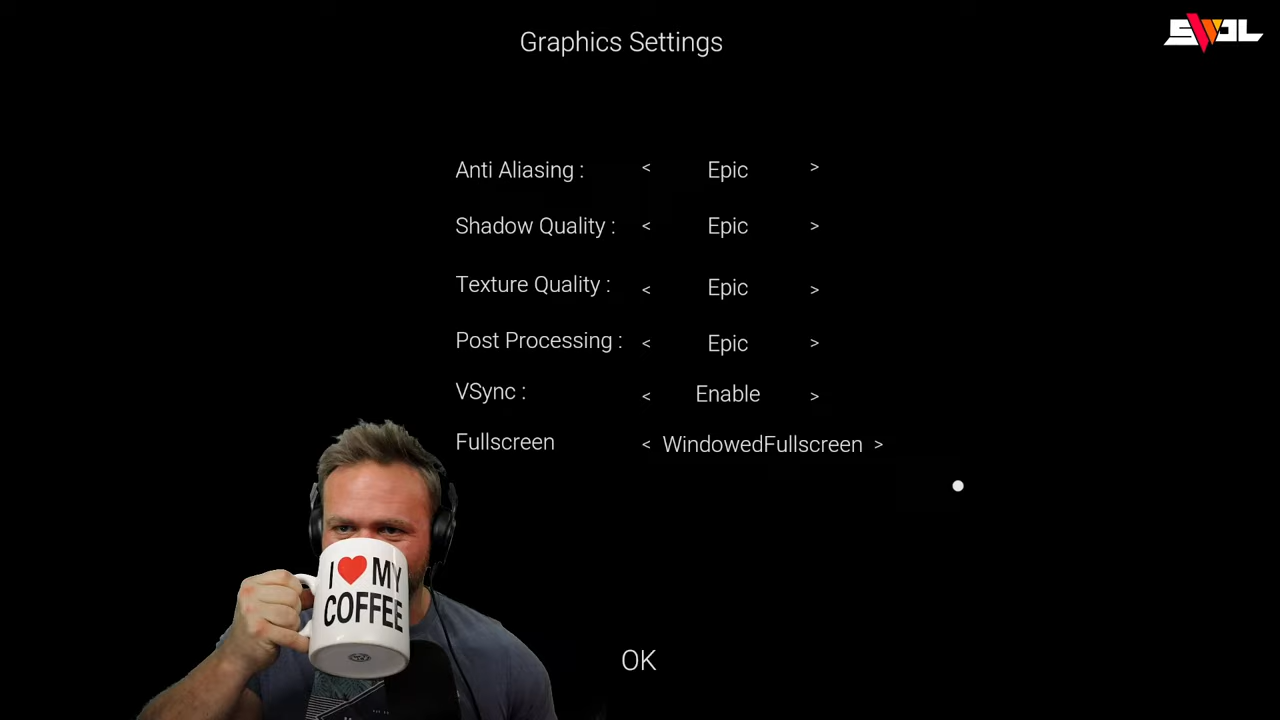 Graphics Settings
SWOL
Anti Aliasing : < Epic >
Shadow Quality : < Epic >
Texture Quality : < Epic >
Post Processing : < Epic >
VSync : < Enable >
Fullscreen < WindowedFullscreen >
I ❤ MY
COFFEE
OK